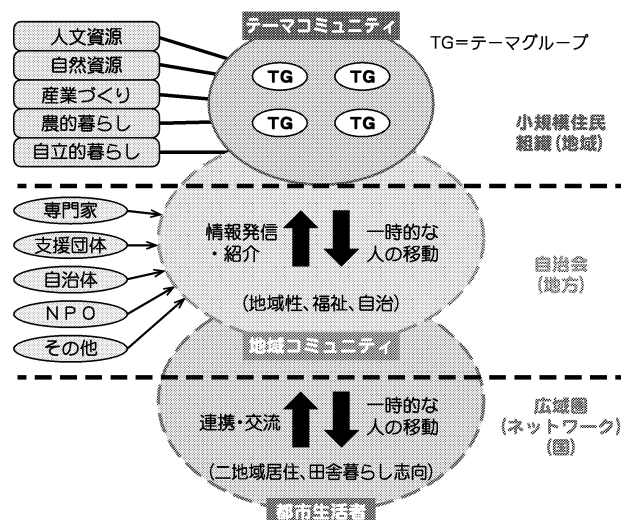 テーマコミュニティ
TG=テーマグループ
人文資源
自然資源
産業づくり
農的暮らし
自立的暮らし
TG
TG
TG
TG
小規模住民
組織(地域)
専門家
支援団体
自治体
NPO
その他
情報発信
・紹介
一時的な
人の移動
(地域性、福祉、自治)
自治会
(地方)
地域コミュニティ
連携・交流
一時的な
人の移動
(二地域居住、田舎暮らし志向)
広域圏
(ネットワーク)
(国)
都市生活者